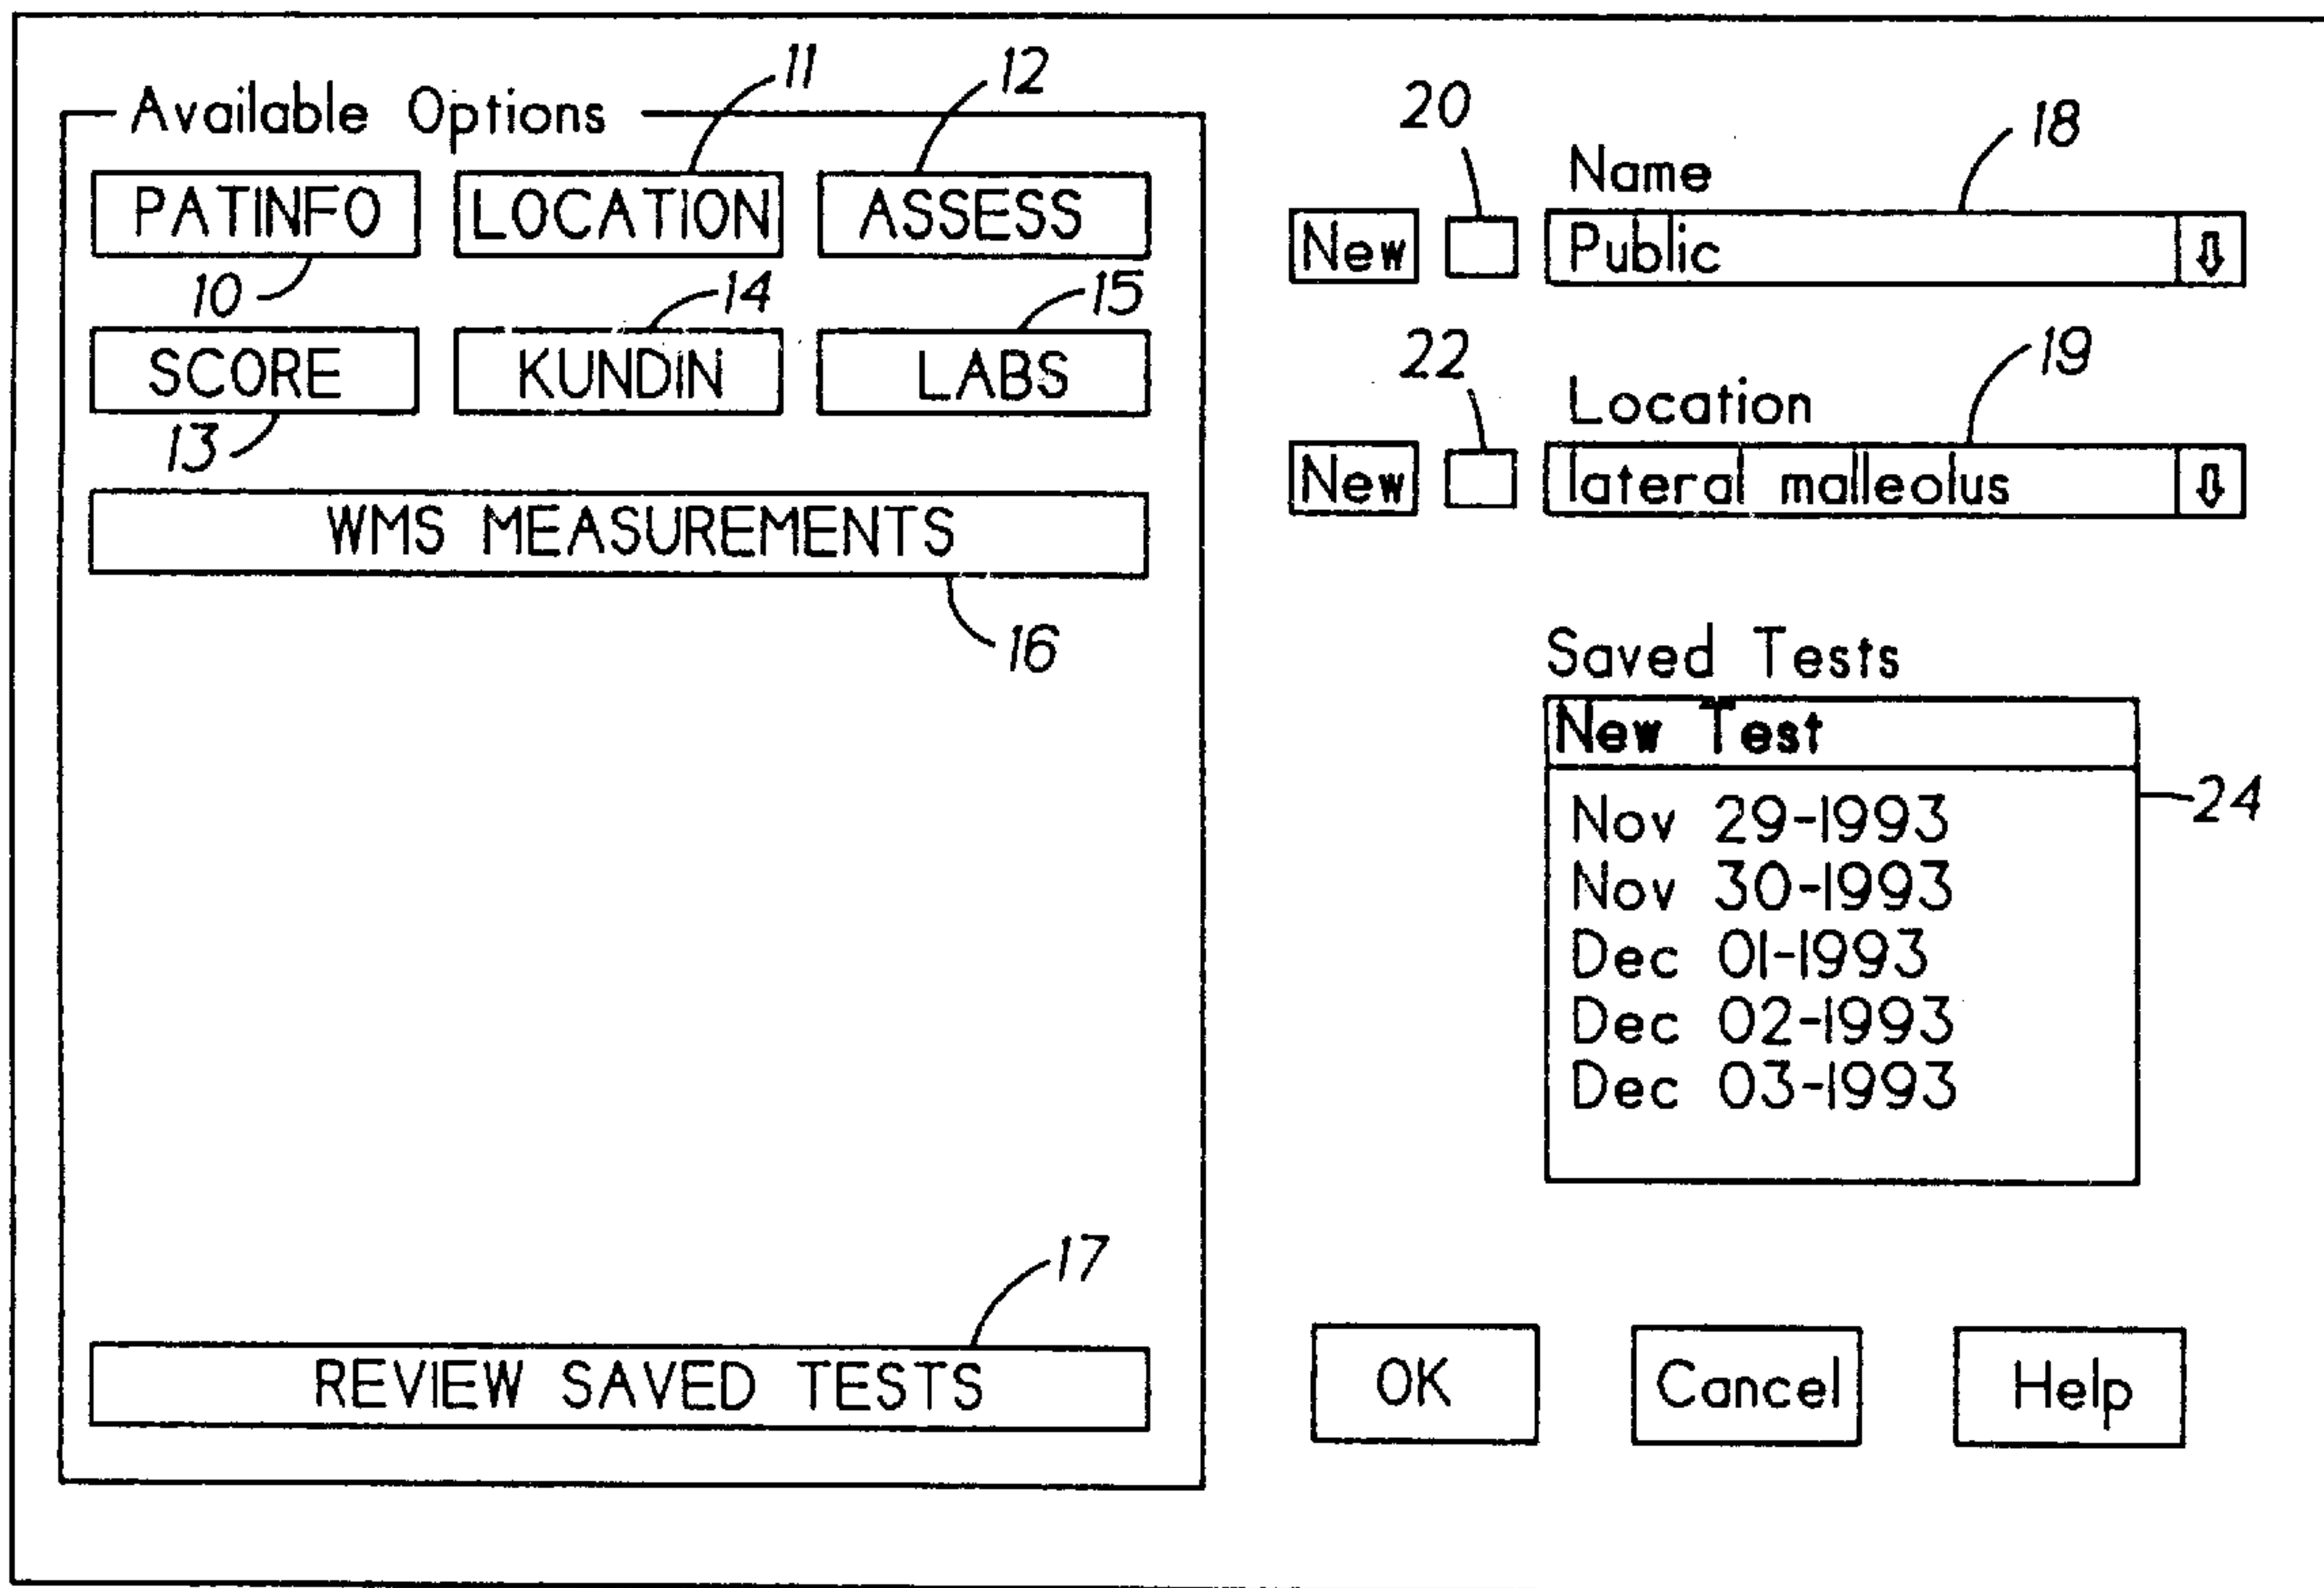 Available Options
11
12
PATINFO LOCATION ASSESS
10
14
15
SCORE KUNDIN LABS
13
WMS MEASUREMENTS
16
17
REVIEW SAVED TESTS
20
Name
18
New Public
22
Location
19
New lateral malleolus
Saved Tests
New Test
24
Nov 29-1993
Nov 30-1993
Dec 01-1993
Dec 02-1993
Dec 03-1993
OK Cancel Help